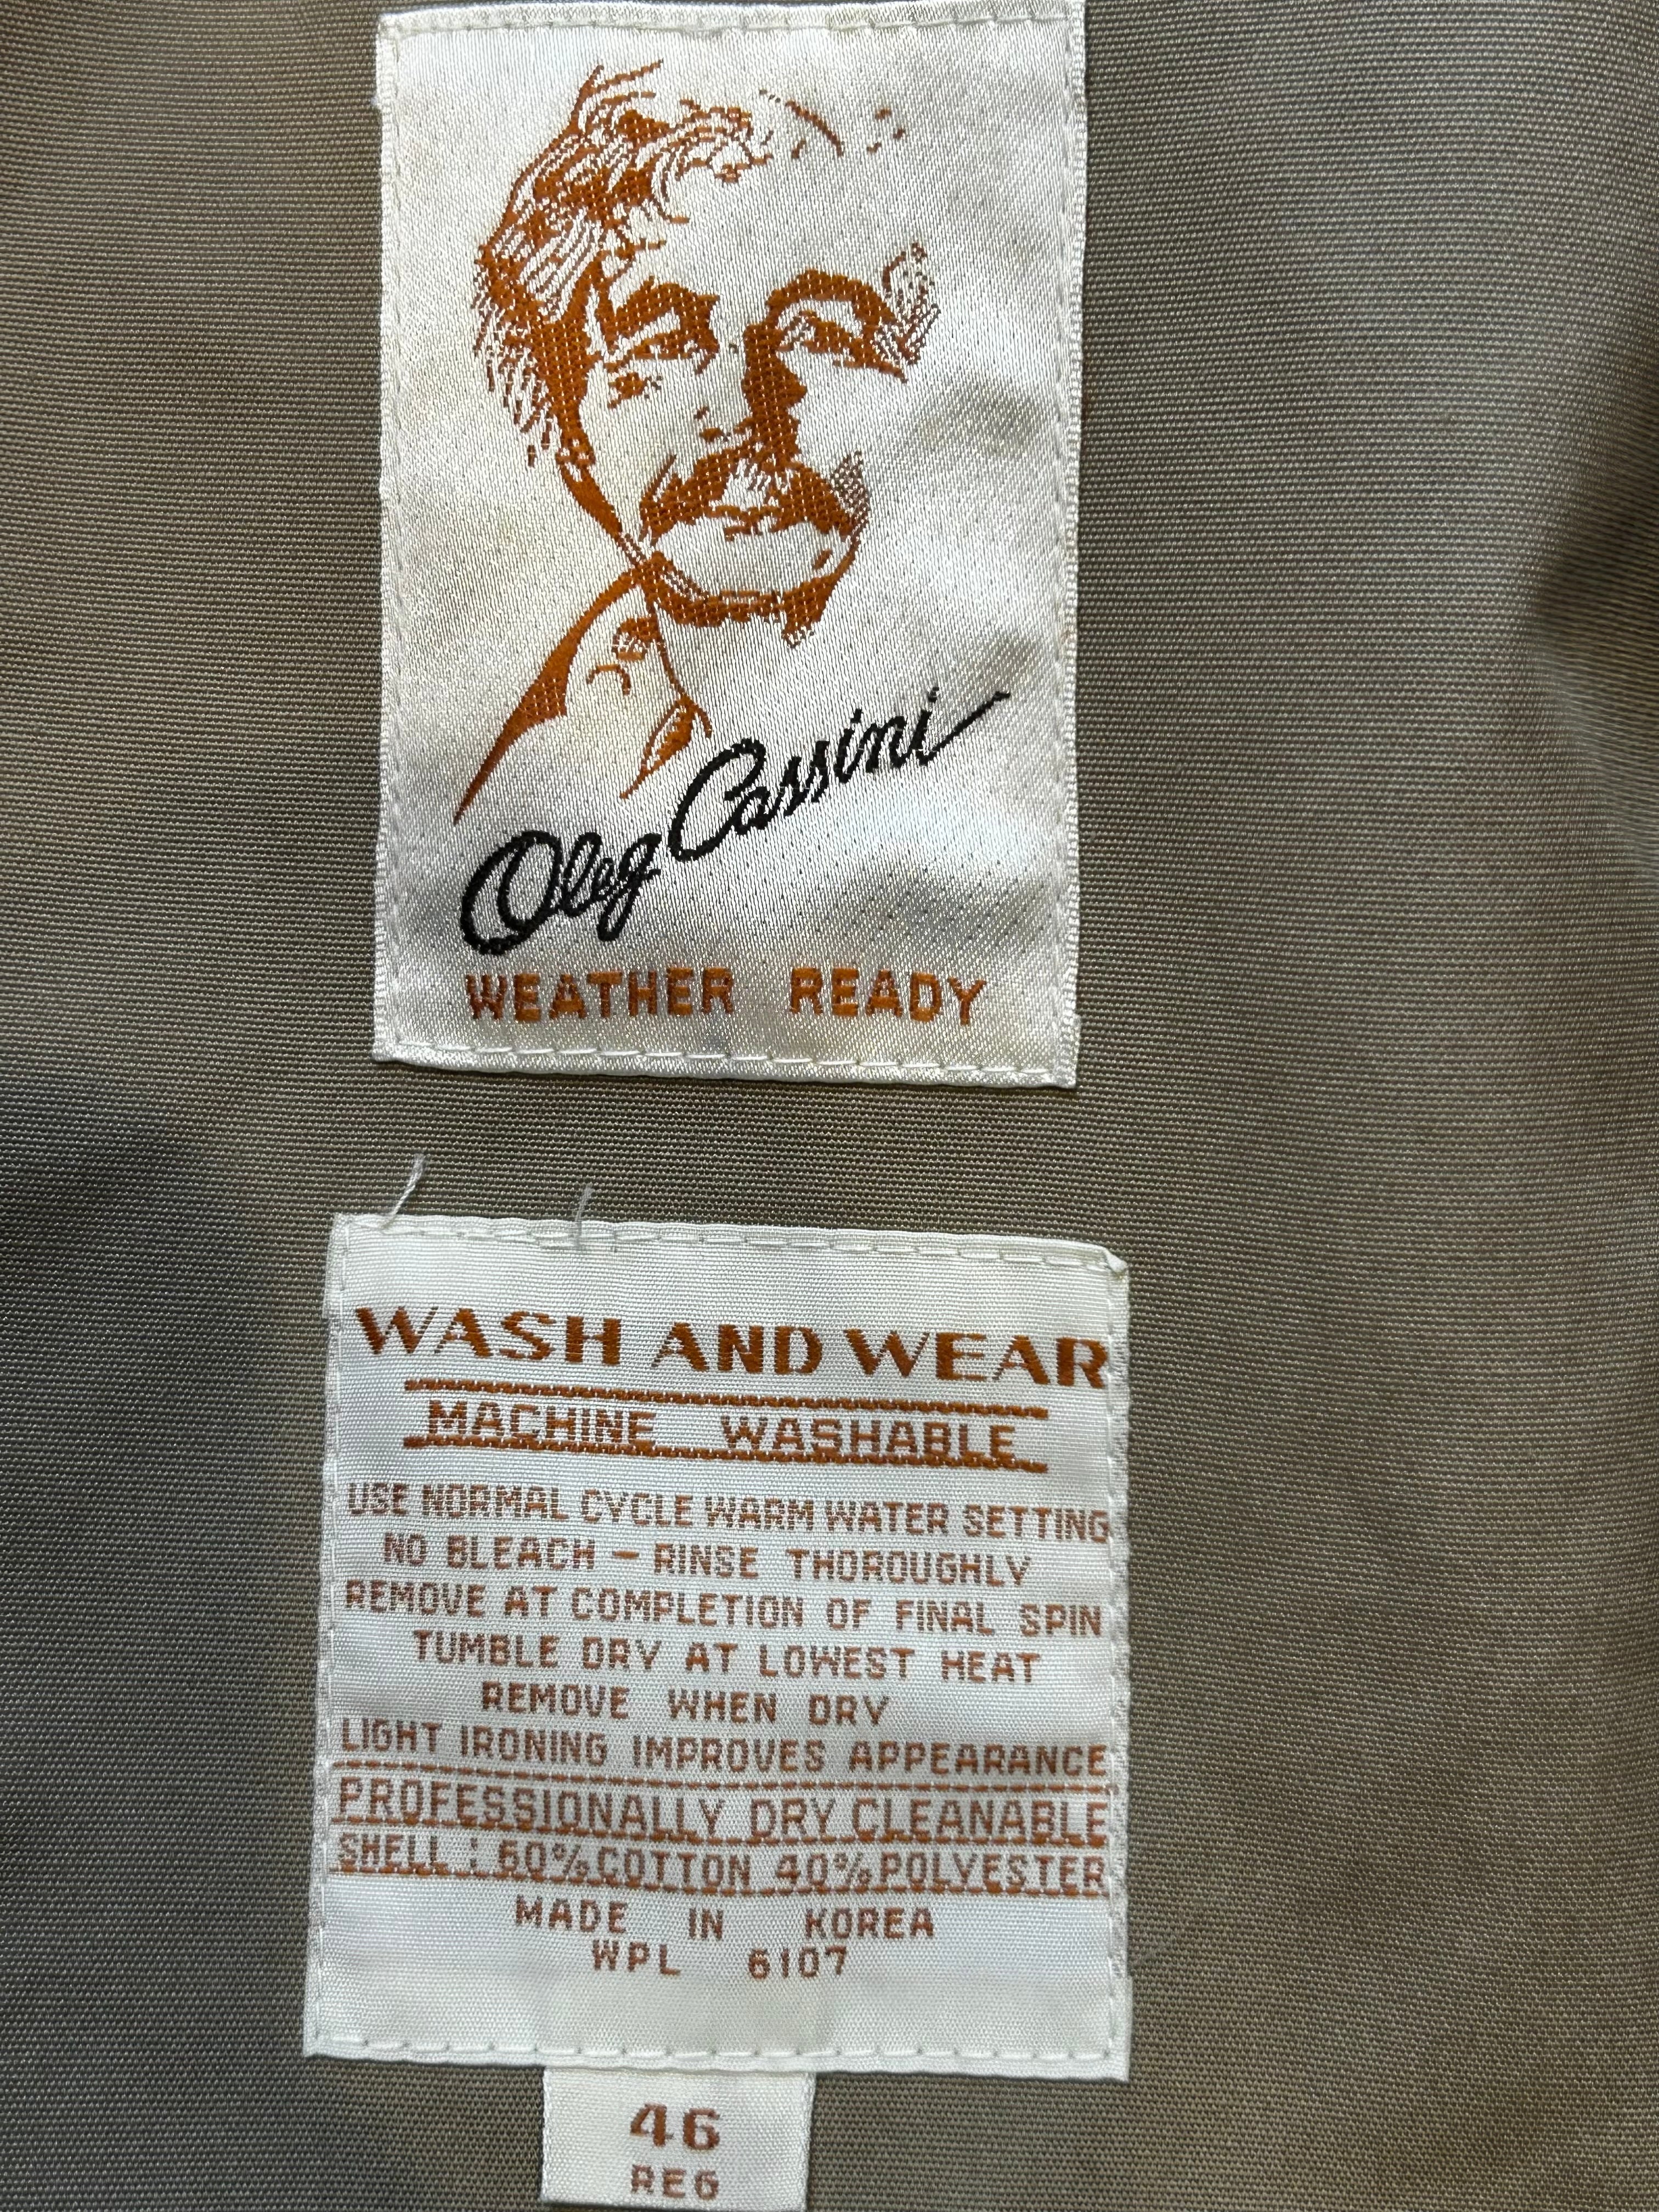 Oleg Cassini
WEATHER READY
WASH AND WEAR
MACHINE WASHABLE
USE NORMAL CYCLE WARM WATER SETTING
NO BLEACH – RINSE THOROUGHLY
REMOVE AT COMPLETION OF FINAL SPIN
TUMBLE DRY AT LOWEST HEAT
REMOVE WHEN DRY
LIGHT IRONING IMPROVES APPEARANCE
PROFESSIONALLY DRY CLEANABLE
SHELL : 60% COTTON 40% POLYESTER
MADE IN KOREA
WPL 6107
46
REG